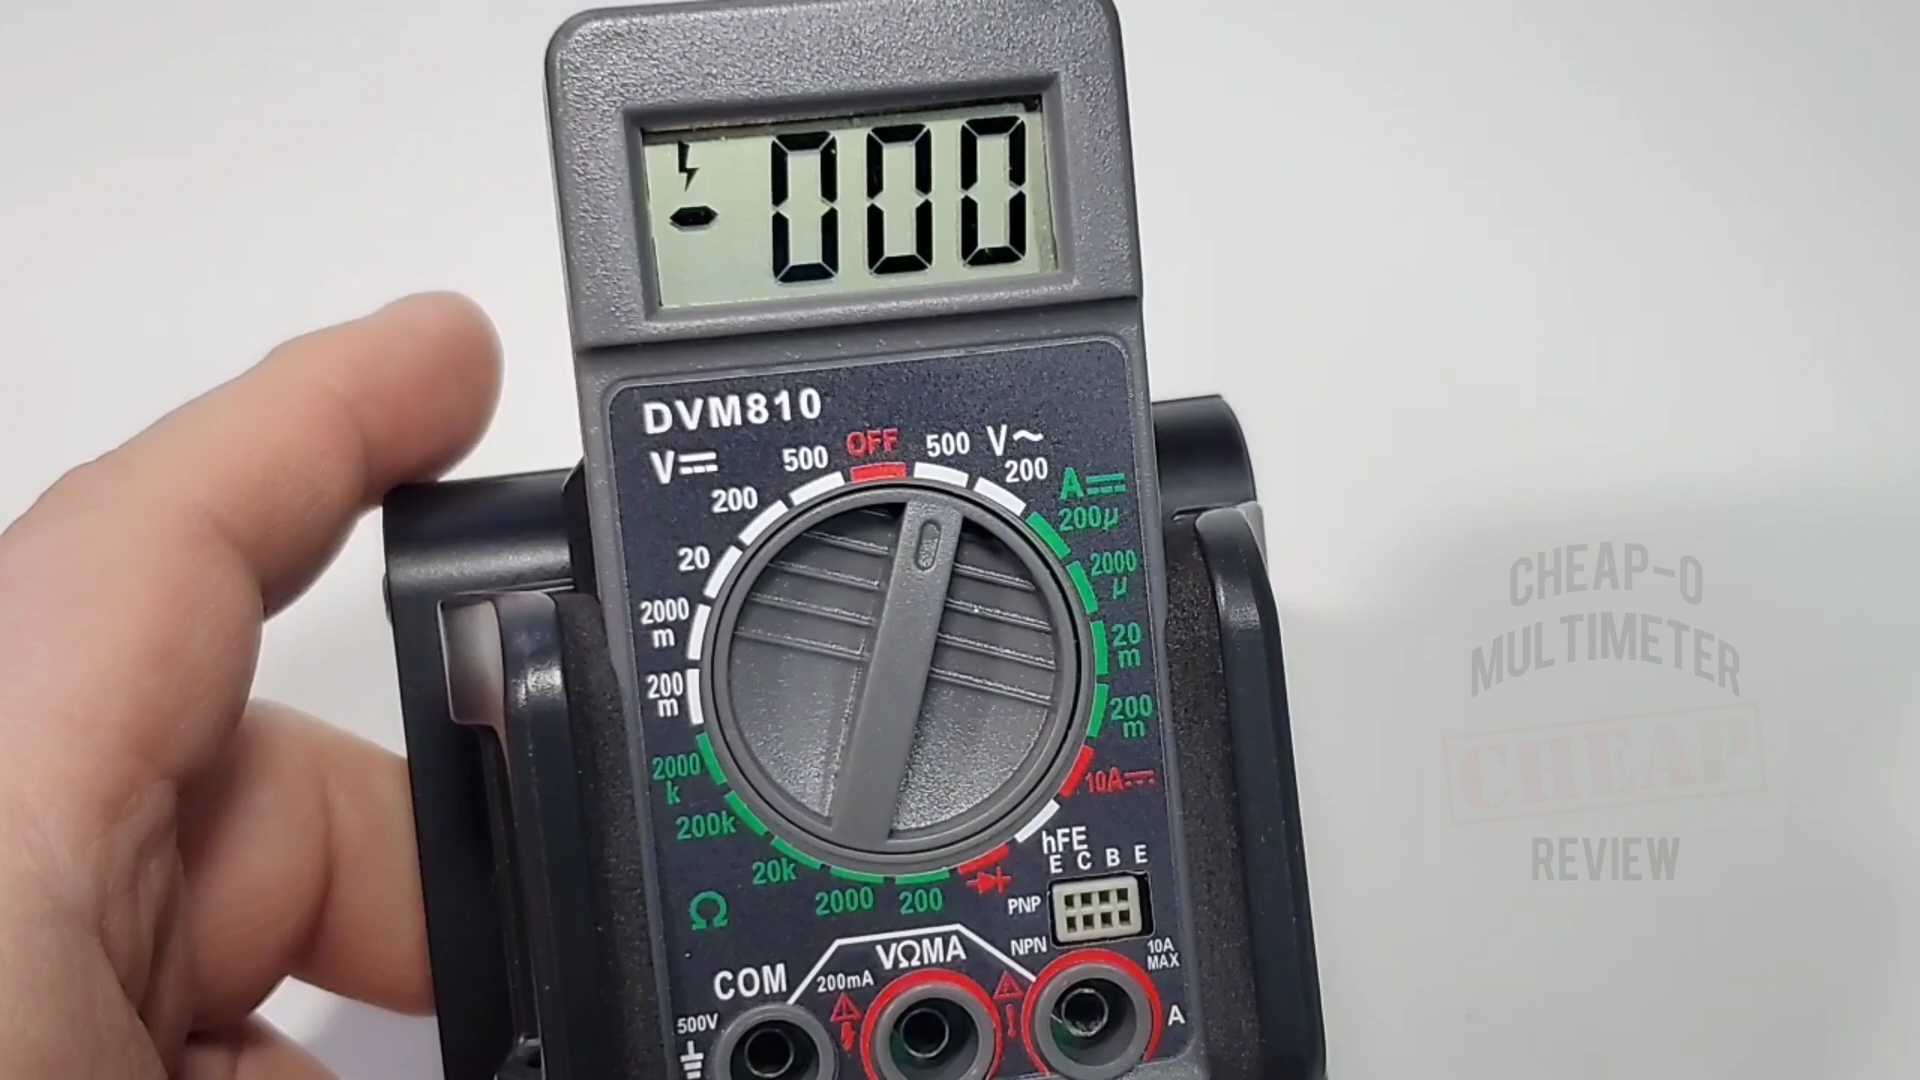 -000
DVM810
V⎓ 500 OFF 500 V~
200 200 A⎓
200µ
20 2000
µ
2000
m 20
m
200
m 200
m
2000
k 10A⎓
200k hFE
E C B E
20k 2000 200
Ω PNP
NPN
COM 200mA VΩMA 10A
MAX
500V A
CHEAP-O
MULTIMETER
CHEAP
REVIEW